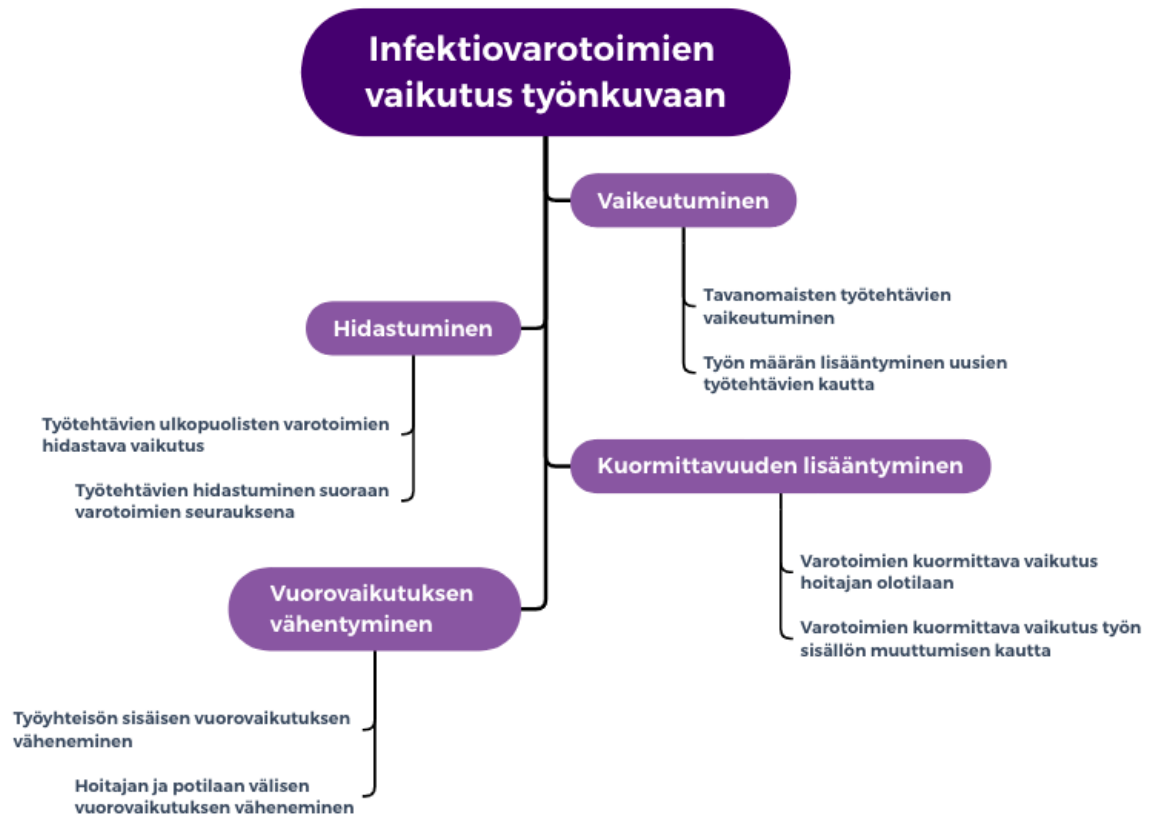 Infektiovarotoimien
vaikutus työnkuvaan
Vaikeutuminen
Tavanomaisten työtehtävien
vaikeutuminen
Työn määrän lisääntyminen uusien
työtehtävien kautta
Hidastuminen
Työtehtävien ulkopuolisten varotoimien
hidastava vaikutus
Työtehtävien hidastuminen suoraan
varotoimien seurauksena
Kuormittavuuden lisääntyminen
Varotoimien kuormittava vaikutus
hoitajan olotilaan
Varotoimien kuormittava vaikutus työn
sisällön muuttumisen kautta
Vuorovaikutuksen
vähentyminen
Työyhteisön sisäisen vuorovaikutuksen
väheneminen
Hoitajan ja potilaan välisen
vuorovaikutuksen väheneminen